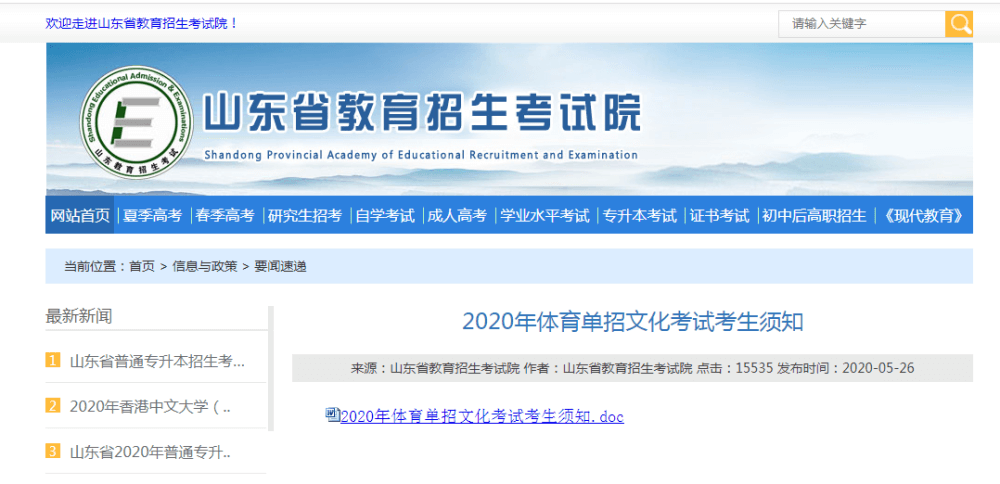 欢迎走进山东省教育招生考试院！
请输入关键字
Shandong Educational Admission & Examinations
山东教育招生考试
山东省教育招生考试院
Shandong Provincial Academy of Educational Recruitment and Examination
网站首页 夏季高考 春季高考 研究生招考 自学考试 成人高考 学业水平考试 专升本考试 证书考试 初中后高职招生 《现代教育》
当前位置：首页 > 信息与政策 > 要闻速递
最新新闻
1 山东省普通专升本招生考...
2 2020年香港中文大学（..
3 山东省2020年普通专升..
2020年体育单招文化考试考生须知
来源：山东省教育招生考试院 作者：山东省教育招生考试院 点击：15535 发布时间：2020-05-26
2020年体育单招文化考试考生须知.doc